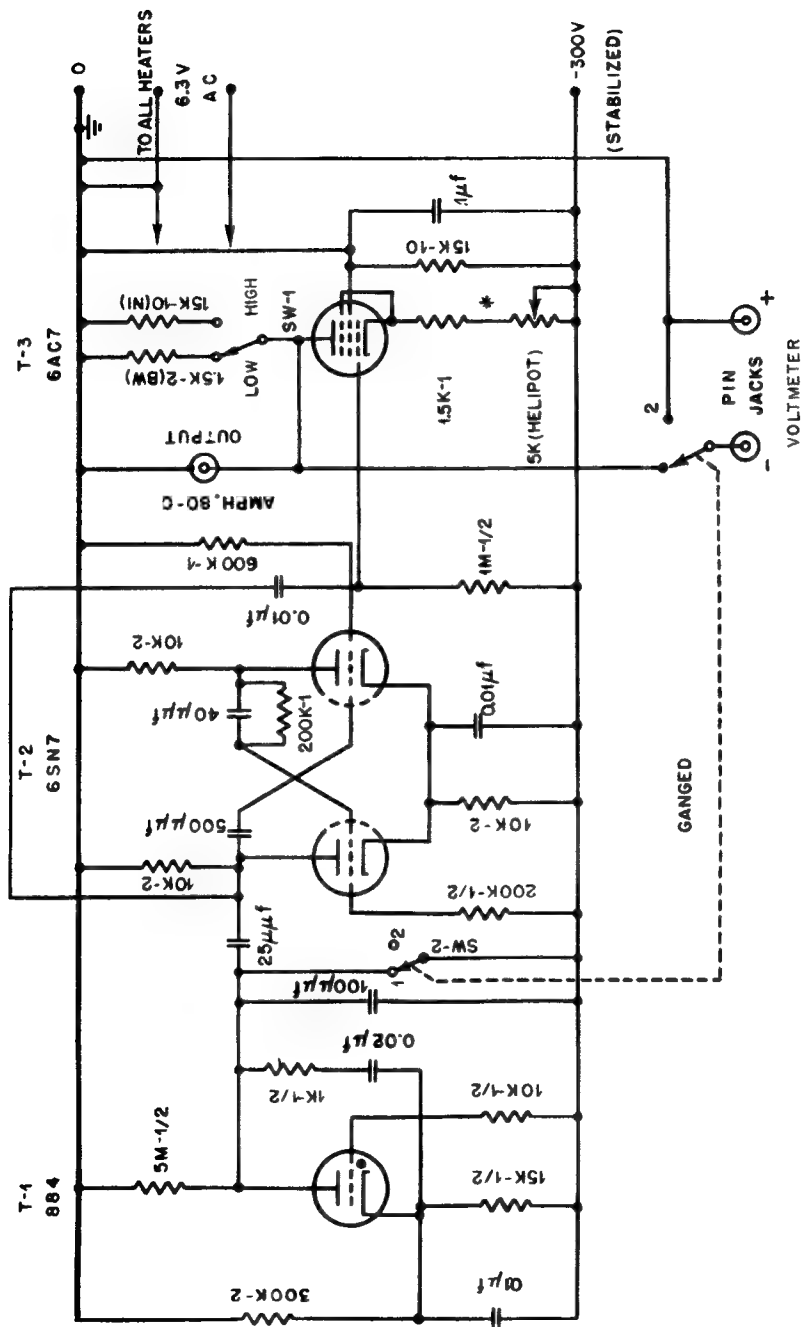 T-1
884
T-2
6SN7
T-3
6AC7
0
TO ALL HEATERS
6.3 V
A C
-300V
(STABILIZED)
5M-1/2
300K-2
1K-1/2
0.02μf
100μμf
25μμf
10K-2
500μμf
40μμf
200K-1
10K-2
0.01μf
600K-1
AMPH. 80-C
OUTPUT
1.5K-2(BW)
15K-10(NI)
LOW
HIGH
SW-1
.1μf
15K-10
*
1.5K-1
5K(HELIPOT)
1M-1/2
0.01μf
10K-2
200K-1/2
1
2
SW-2
10K-1/2
15K-1/2
GANGED
2
-
PIN
JACKS
+
VOLTMETER